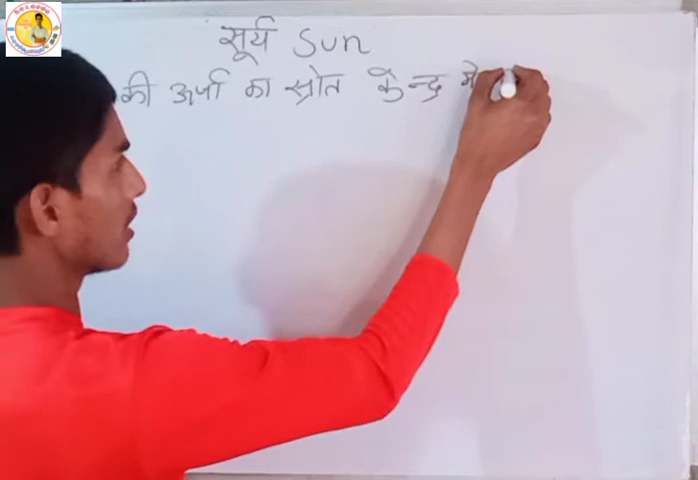 सूर्य Sun
की ऊर्जा का स्रोत केन्द्र मे